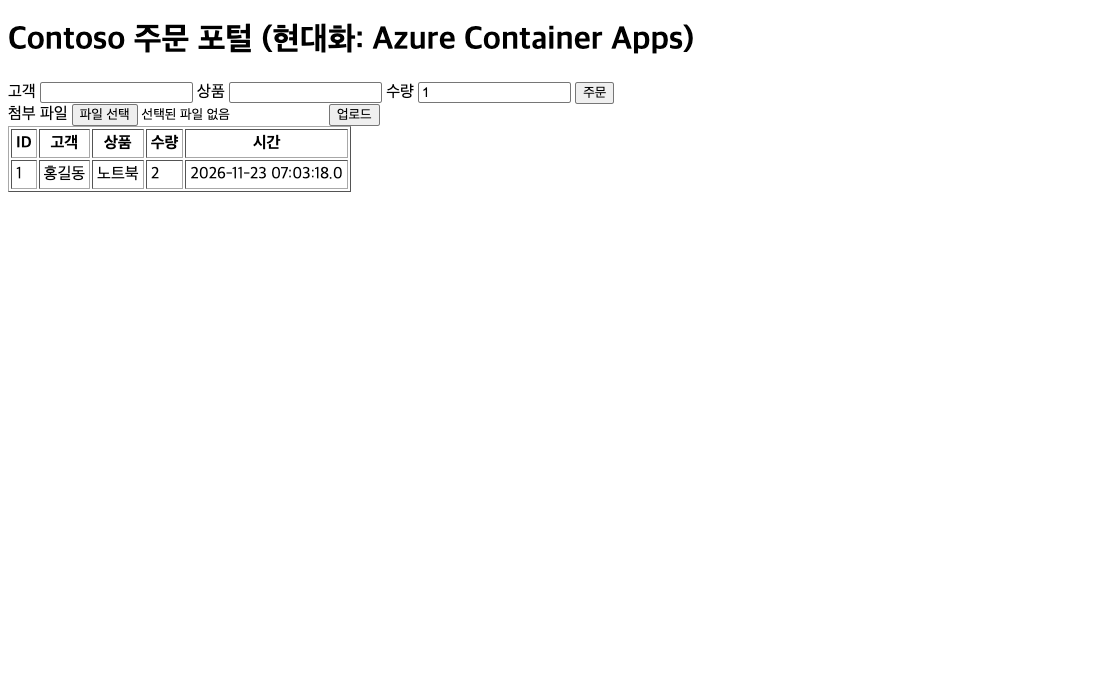 Contoso 주문 포털 (현대화: Azure Container Apps)
고객 상품 수량 1 주문
첨부 파일 파일 선택 선택된 파일 없음 업로드
ID 고객 상품 수량 시간
1 홍길동 노트북 2 2026-11-23 07:03:18.0